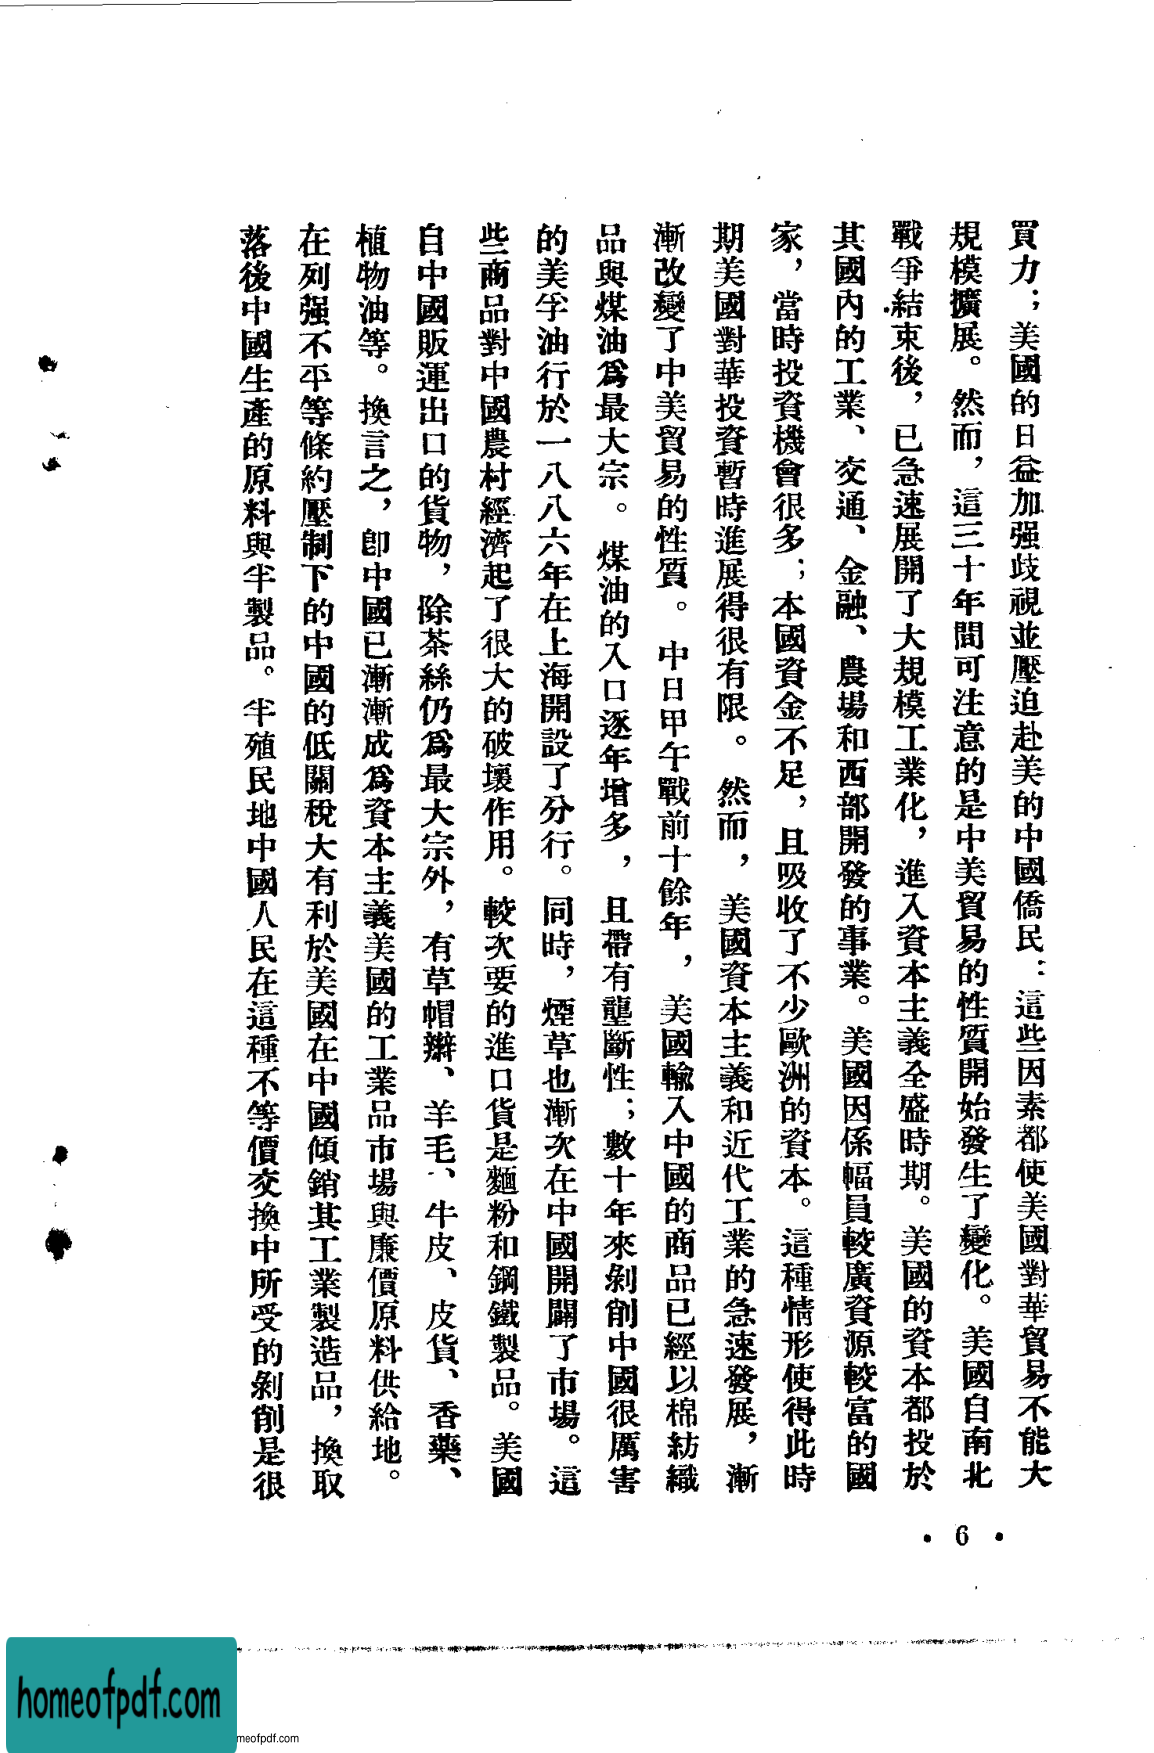 買力；美國的日益加强歧視並壓迫赴美的中國僑民：這些因素都使美國對華貿易不能大
規模擴展。然而，這三十年間可注意的是中美貿易的性質開始發生了變化。美國自南北
戰爭結束後，已急速展開了大規模工業化，進入資本主義全盛時期。美國的資本都投於
其國內的工業、交通、金融、農場和西部開發的事業。美國因係幅員較廣資源較富的國
家，當時投資機會很多；本國資金不足，且吸收了不少歐洲的資本。這種情形使得此時
期美國對華投資暫時進展得很有限。然而，美國資本主義和近代工業的急速發展，漸
漸改變了中美貿易的性質。中日甲午戰前十餘年，美國輸入中國的商品已經以棉紡織
品與煤油爲最大宗。煤油的入口逐年增多，且帶有壟斷性；數十年來剝削中國很厲害
的美孚油行於一八八六年在上海開設了分行。同時，煙草也漸次在中國開闢了市場。這
些商品對中國農村經濟起了很大的破壞作用。較次要的進口貨是麵粉和鋼鐵製品。美國
自中國販運出口的貨物，除茶絲仍爲最大宗外，有草帽辮、羊毛、牛皮、皮貨、香藥、
植物油等。換言之，卽中國已漸漸成爲資本主義美國的工業品市場與廉價原料供給地。
在列强不平等條約壓制下的中國的低關稅大有利於美國在中國傾銷其工業製造品，換取
落後中國生產的原料與半製品。半殖民地中國人民在這種不等價交換中所受的剝削是很
• 6 •
homeofpdf.com
meofpdf.com